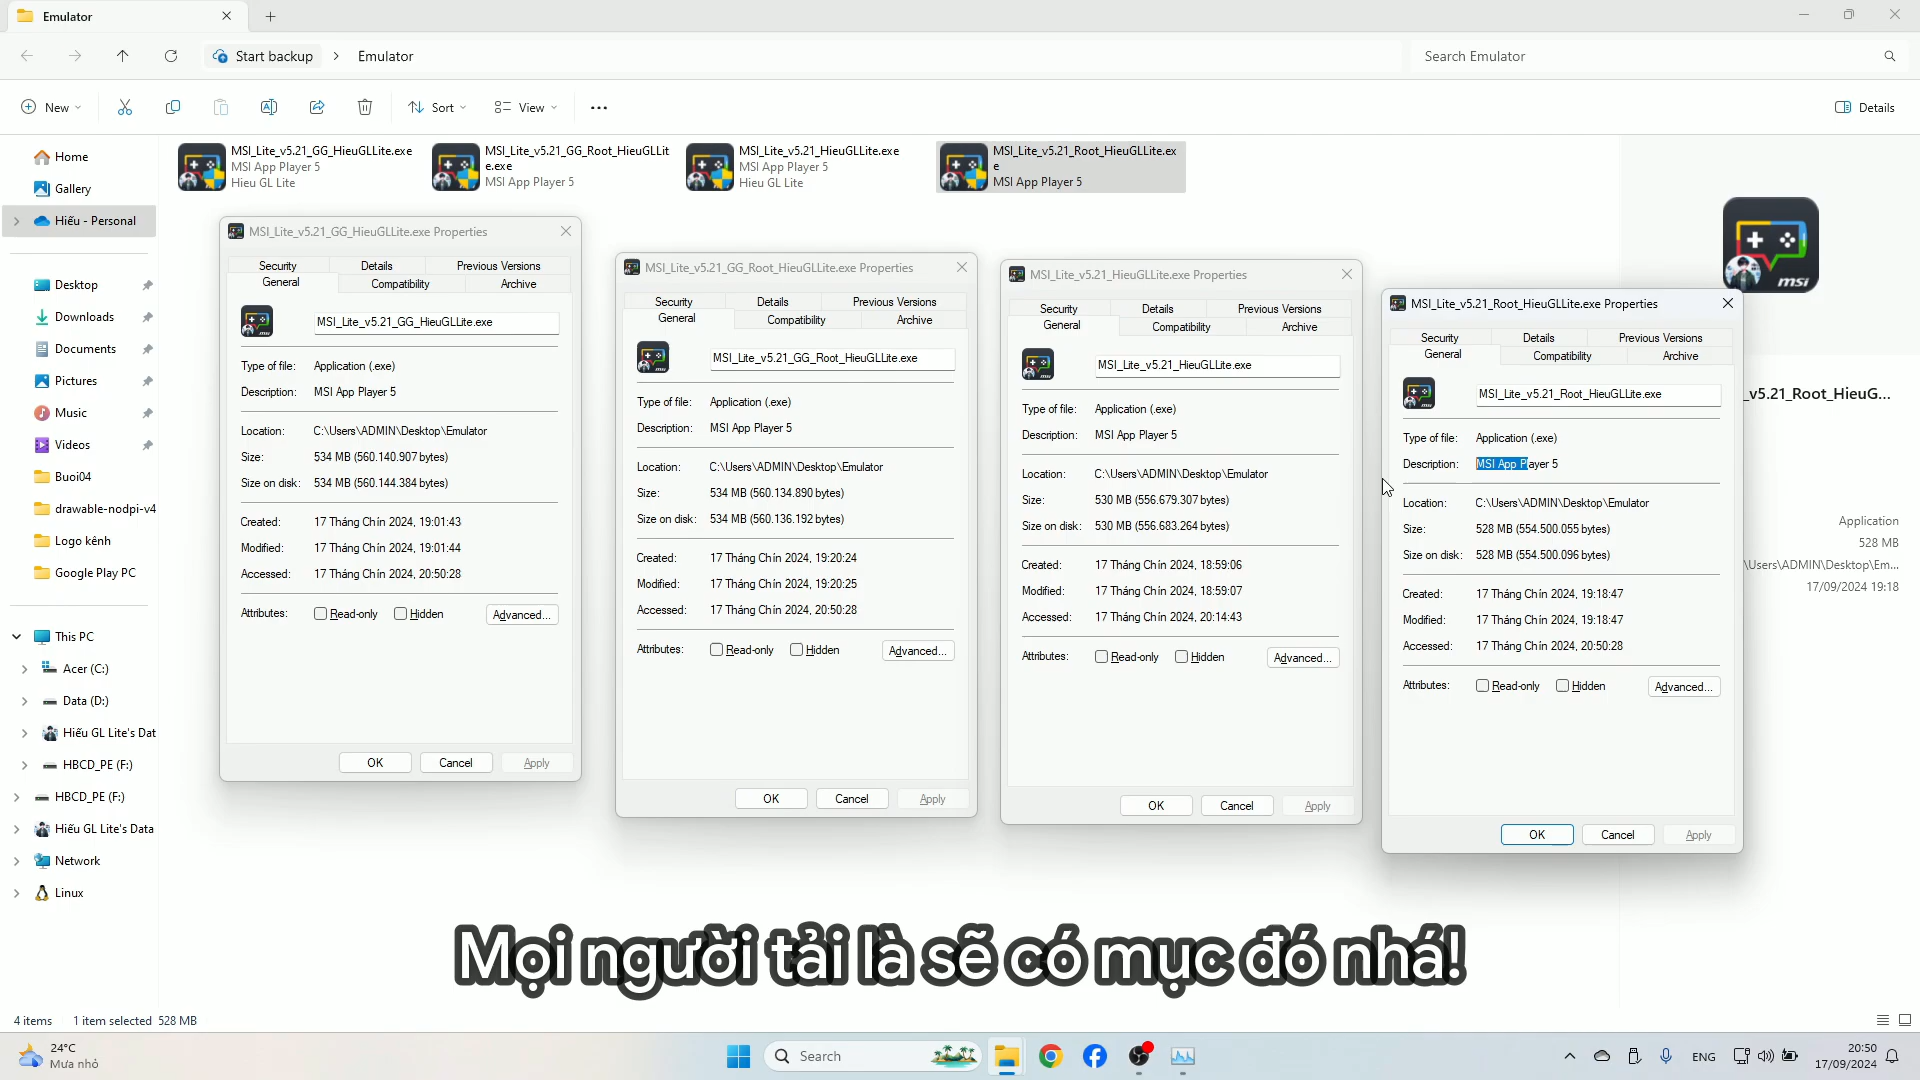 Emulator
Start backup
Emulator
Search Emulator
New
Sort
View
Details
Home
Gallery
Hiếu - Personal
Desktop
Downloads
Documents
Pictures
Music
Videos
Buoi04
drawable-nodpi-v4
Logo kênh
Google Play PC
This PC
Acer (C:)
Data (D:)
Hiếu GL Lite's Dat
HBCD_PE (F:)
HBCD_PE (F:)
Hiếu GL Lite's Data
Network
Linux
MSI_Lite_v5.21_GG_HieuGLLite.exe
MSI App Player 5
Hieu GL Lite
MSI_Lite_v5.21_GG_Root_HieuGLLit
e.exe
MSI App Player 5
MSI_Lite_v5.21_HieuGLLite.exe
MSI App Player 5
Hieu GL Lite
MSI_Lite_v5.21_Root_HieuGLLite.ex
e
MSI App Player 5
MSI_Lite_v5.21_GG_HieuGLLite.exe Properties
Security Details Previous Versions
General Compatibility Archive
MSI_Lite_v5.21_GG_HieuGLLite.exe
Type of file: Application (.exe)
Description: MSI App Player 5
Location: C:\Users\ADMIN\Desktop\Emulator
Size: 534 MB (560.140.907 bytes)
Size on disk: 534 MB (560.144.384 bytes)
Created: 17 Tháng Chín 2024, 19:01:43
Modified: 17 Tháng Chín 2024, 19:01:44
Accessed: 17 Tháng Chín 2024, 20:50:28
Attributes: Read-only Hidden Advanced...
OK Cancel Apply
MSI_Lite_v5.21_GG_Root_HieuGLLite.exe Properties
Security Details Previous Versions
General Compatibility Archive
MSI_Lite_v5.21_GG_Root_HieuGLLite.exe
Type of file: Application (.exe)
Description: MSI App Player 5
Location: C:\Users\ADMIN\Desktop\Emulator
Size: 534 MB (560.134.890 bytes)
Size on disk: 534 MB (560.136.192 bytes)
Created: 17 Tháng Chín 2024, 19:20:24
Modified: 17 Tháng Chín 2024, 19:20:25
Accessed: 17 Tháng Chín 2024, 20:50:28
Attributes: Read-only Hidden Advanced...
OK Cancel Apply
MSI_Lite_v5.21_HieuGLLite.exe Properties
Security Details Previous Versions
General Compatibility Archive
MSI_Lite_v5.21_HieuGLLite.exe
Type of file: Application (.exe)
Description: MSI App Player 5
Location: C:\Users\ADMIN\Desktop\Emulator
Size: 530 MB (556.679.307 bytes)
Size on disk: 530 MB (556.683.264 bytes)
Created: 17 Tháng Chín 2024, 18:59:06
Modified: 17 Tháng Chín 2024, 18:59:07
Accessed: 17 Tháng Chín 2024, 20:14:43
Attributes: Read-only Hidden Advanced...
OK Cancel Apply
MSI_Lite_v5.21_Root_HieuGLLite.exe Properties
Security Details Previous Versions
General Compatibility Archive
MSI_Lite_v5.21_Root_HieuGLLite.exe
Type of file: Application (.exe)
Description: MSI App Player 5
Location: C:\Users\ADMIN\Desktop\Emulator
Size: 528 MB (554.500.055 bytes)
Size on disk: 528 MB (554.500.096 bytes)
Created: 17 Tháng Chín 2024, 19:18:47
Modified: 17 Tháng Chín 2024, 19:18:47
Accessed: 17 Tháng Chín 2024, 20:50:28
Attributes: Read-only Hidden Advanced...
OK Cancel Apply
msi
_v5.21_Root_HieuG...
Application
528 MB
\Users\ADMIN\Desktop\Em...
17/09/2024 19:18
Mọi người tải là sẽ có mục đó nhá!
4 items 1 item selected 528 MB
24°C
Mưa nhỏ
Search
ENG
20:50
17/09/2024